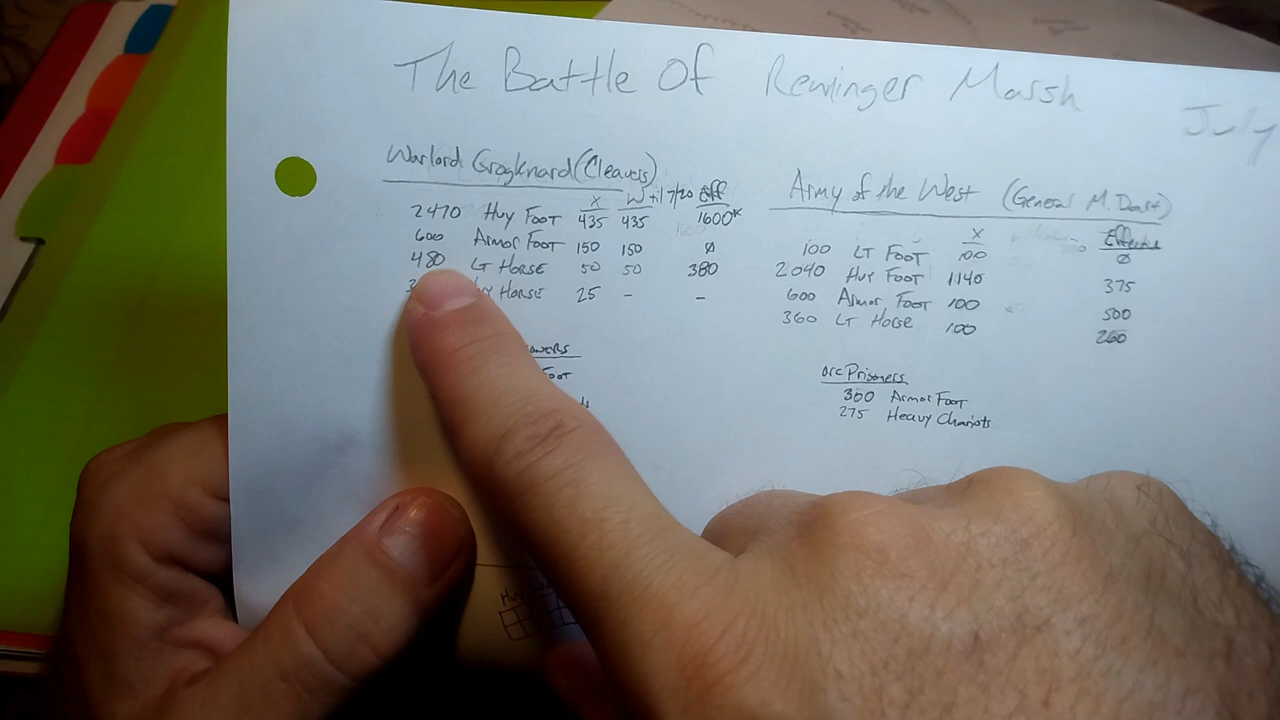 The Battle Of Rewinger Marsh
July
Warlord Grogknard (Cleavers)
X W til 7/20 Eff
2470 Hvy Foot 435 435 1600*
600 Armor Foot 150 150 ø
480 LT HORSE 50 50 380
HORSE 25 - -
Foot
Army of the West (General M. Dast)
X Effective
100 LT Foot 100 ø
2040 Hvy Foot 1140 375
600 Armor Foot 100 500
360 LT Horse 100 260
Orc Prisoners
300 Armor Foot
275 Heavy Chariots